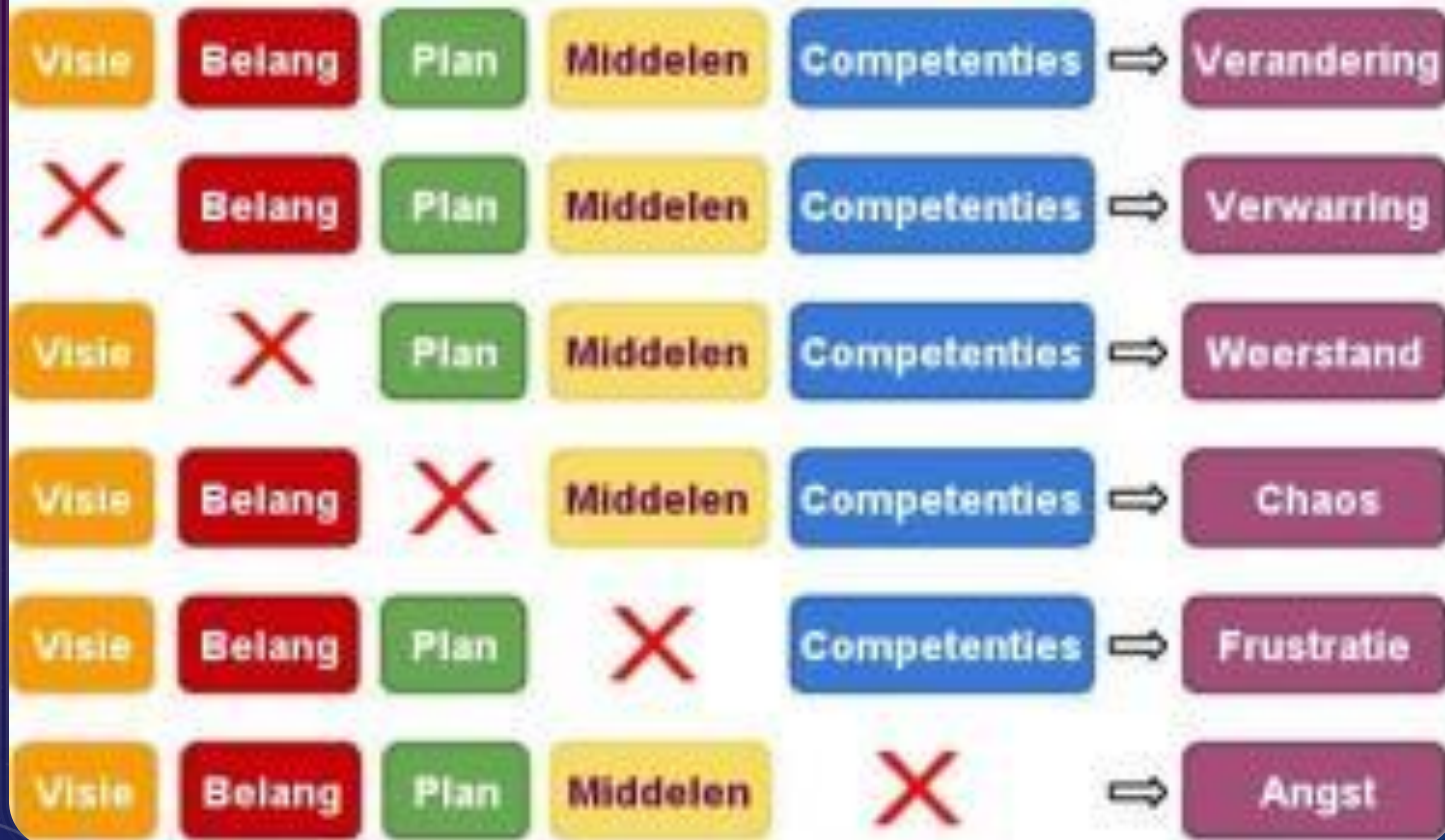 Visie Belang Plan Middelen Competenties ⇨ Verandering
Belang Plan Middelen Competenties ⇨ Verwarring
Visie Plan Middelen Competenties ⇨ Weerstand
Visie Belang Middelen Competenties ⇨ Chaos
Visie Belang Plan Competenties ⇨ Frustratie
Visie Belang Plan Middelen ⇨ Angst